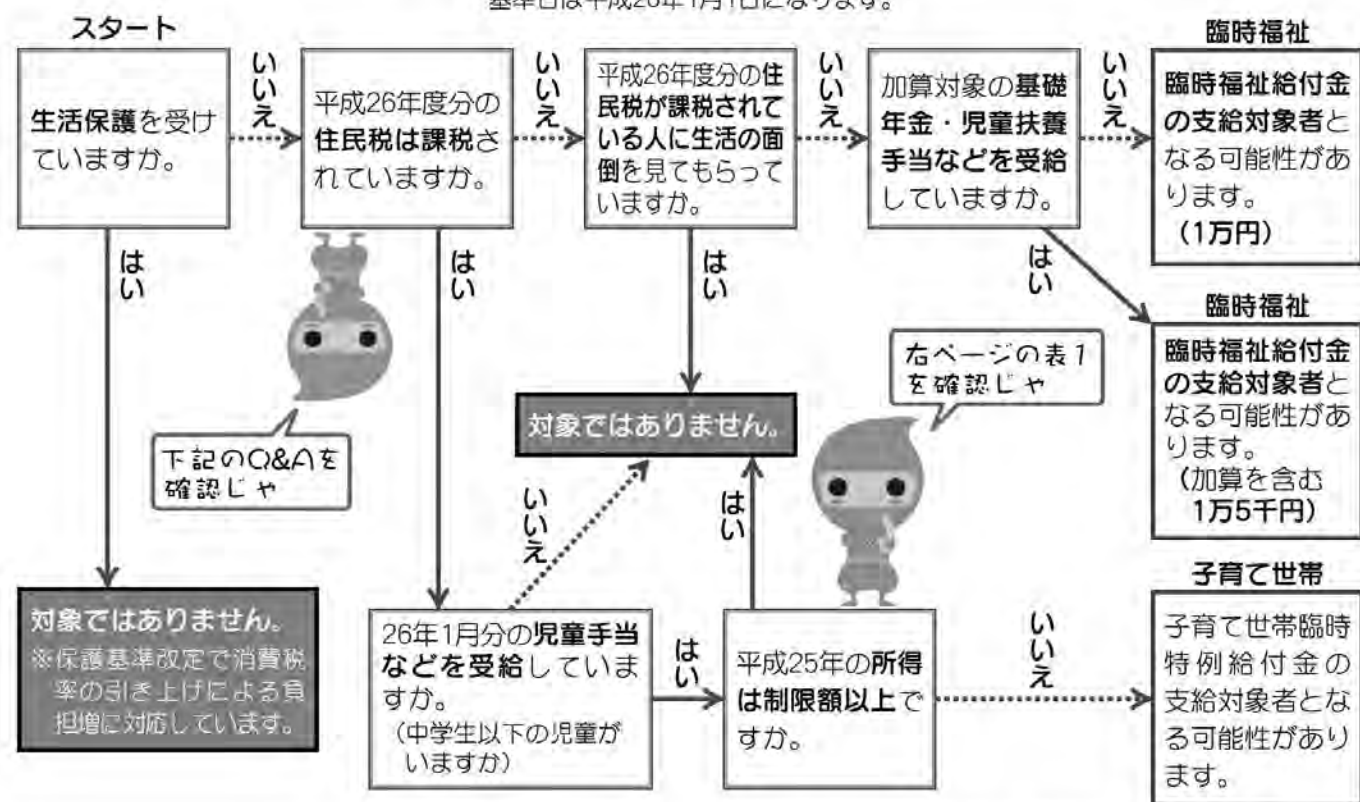 基準日は平成26年1月1日になります。
スタート
生活保護を受け
ていますか。
いいえ
はい
平成26年度分の
住民税は課税さ
れていますか。
いいえ
はい
平成26年度分の住
民税が課税されて
いる人に生活の面
倒を見てもらって
いますか。
いいえ
はい
加算対象の基礎
年金・児童扶養
手当などを受給
していますか。
いいえ
はい
臨時福祉
臨時福祉給付金
の支給対象者と
なる可能性があ
ります。
(1万円)
臨時福祉
臨時福祉給付金
の支給対象者と
なる可能性があ
ります。
(加算を含む
1万5千円)
下記のQ&Aを
確認じゃ
対象ではありません。
右ページの表1
を確認じゃ
対象ではありません。
※保護基準改定で消費税
率の引き上げによる負
担増に対応しています。
26年1月分の児童手当
などを受給していま
すか。
(中学生以下の児童が
いますか)
いいえ
はい
平成25年の所得
は制限額以上で
すか。
はい
いいえ
子育て世帯
子育て世帯臨時
特例給付金の
支給対象者とな
る可能性があり
ます。